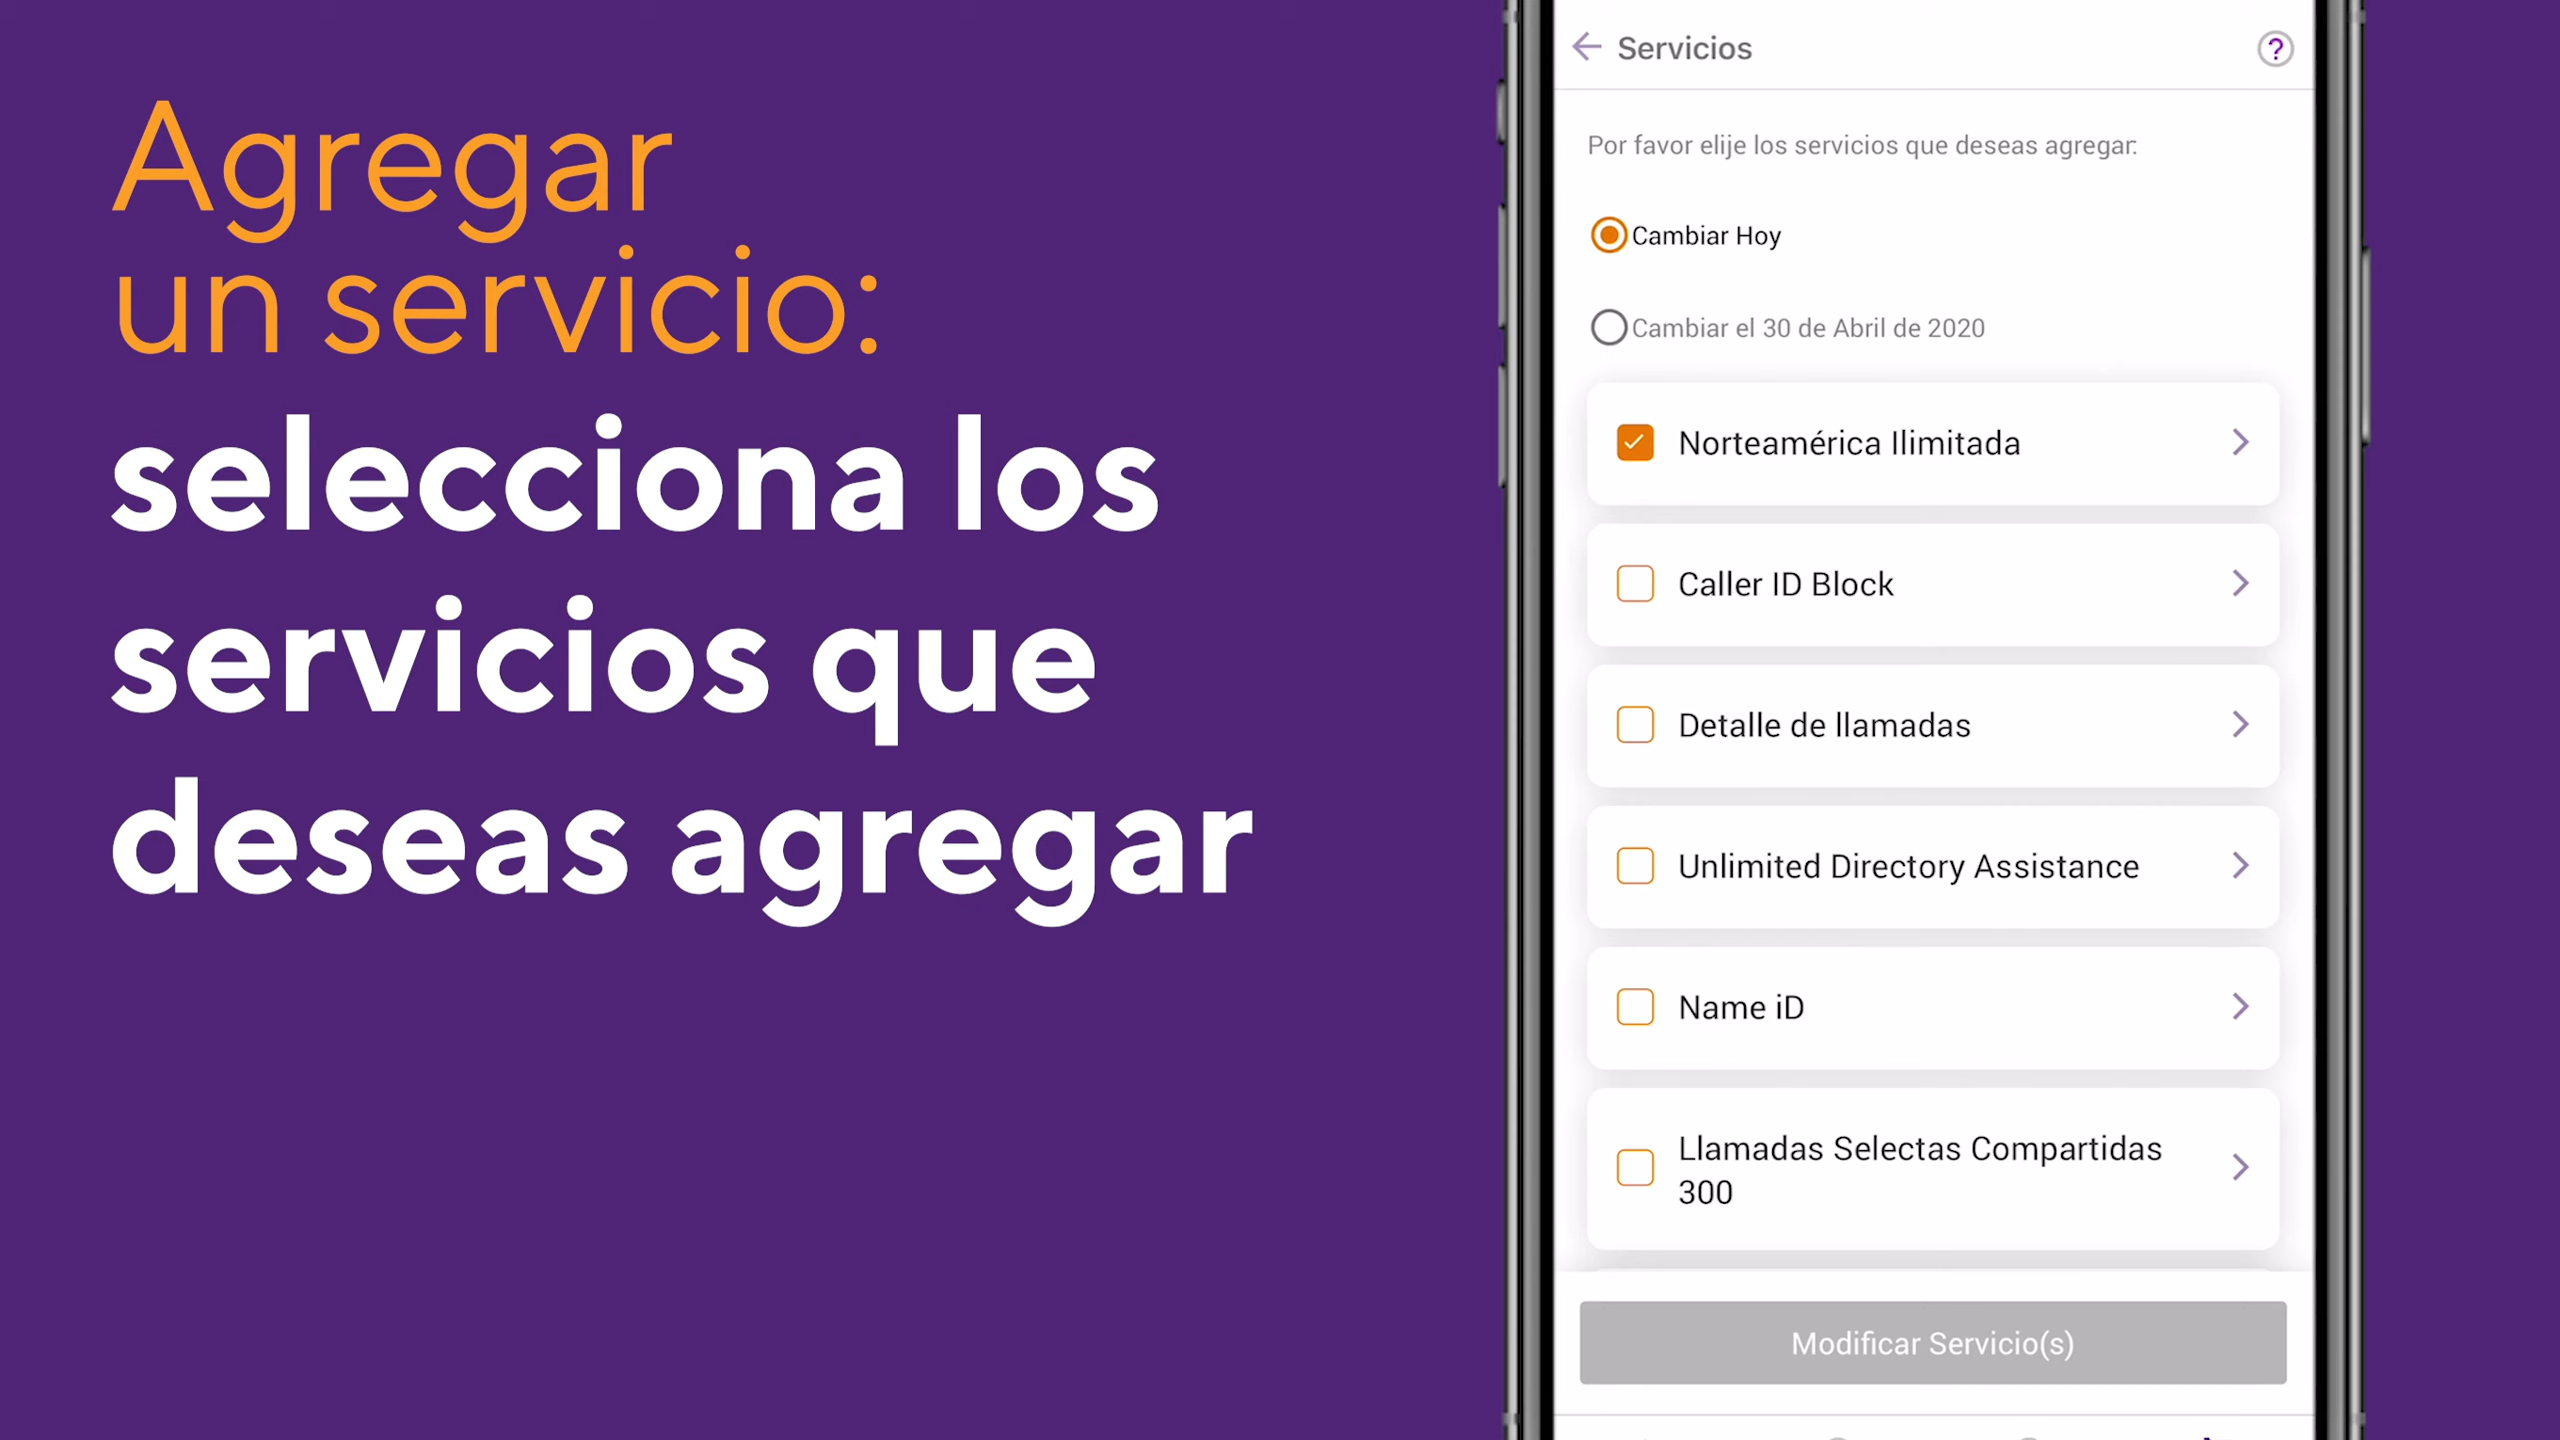 Agregar
un servicio:
selecciona los
servicios que
deseas agregar
Servicios
?
Por favor elije los servicios que deseas agregar:
Cambiar Hoy
Cambiar el 30 de Abril de 2020
Norteamérica Ilimitada
Caller ID Block
Detalle de llamadas
Unlimited Directory Assistance
Name iD
Llamadas Selectas Compartidas
300
Modificar Servicio(s)